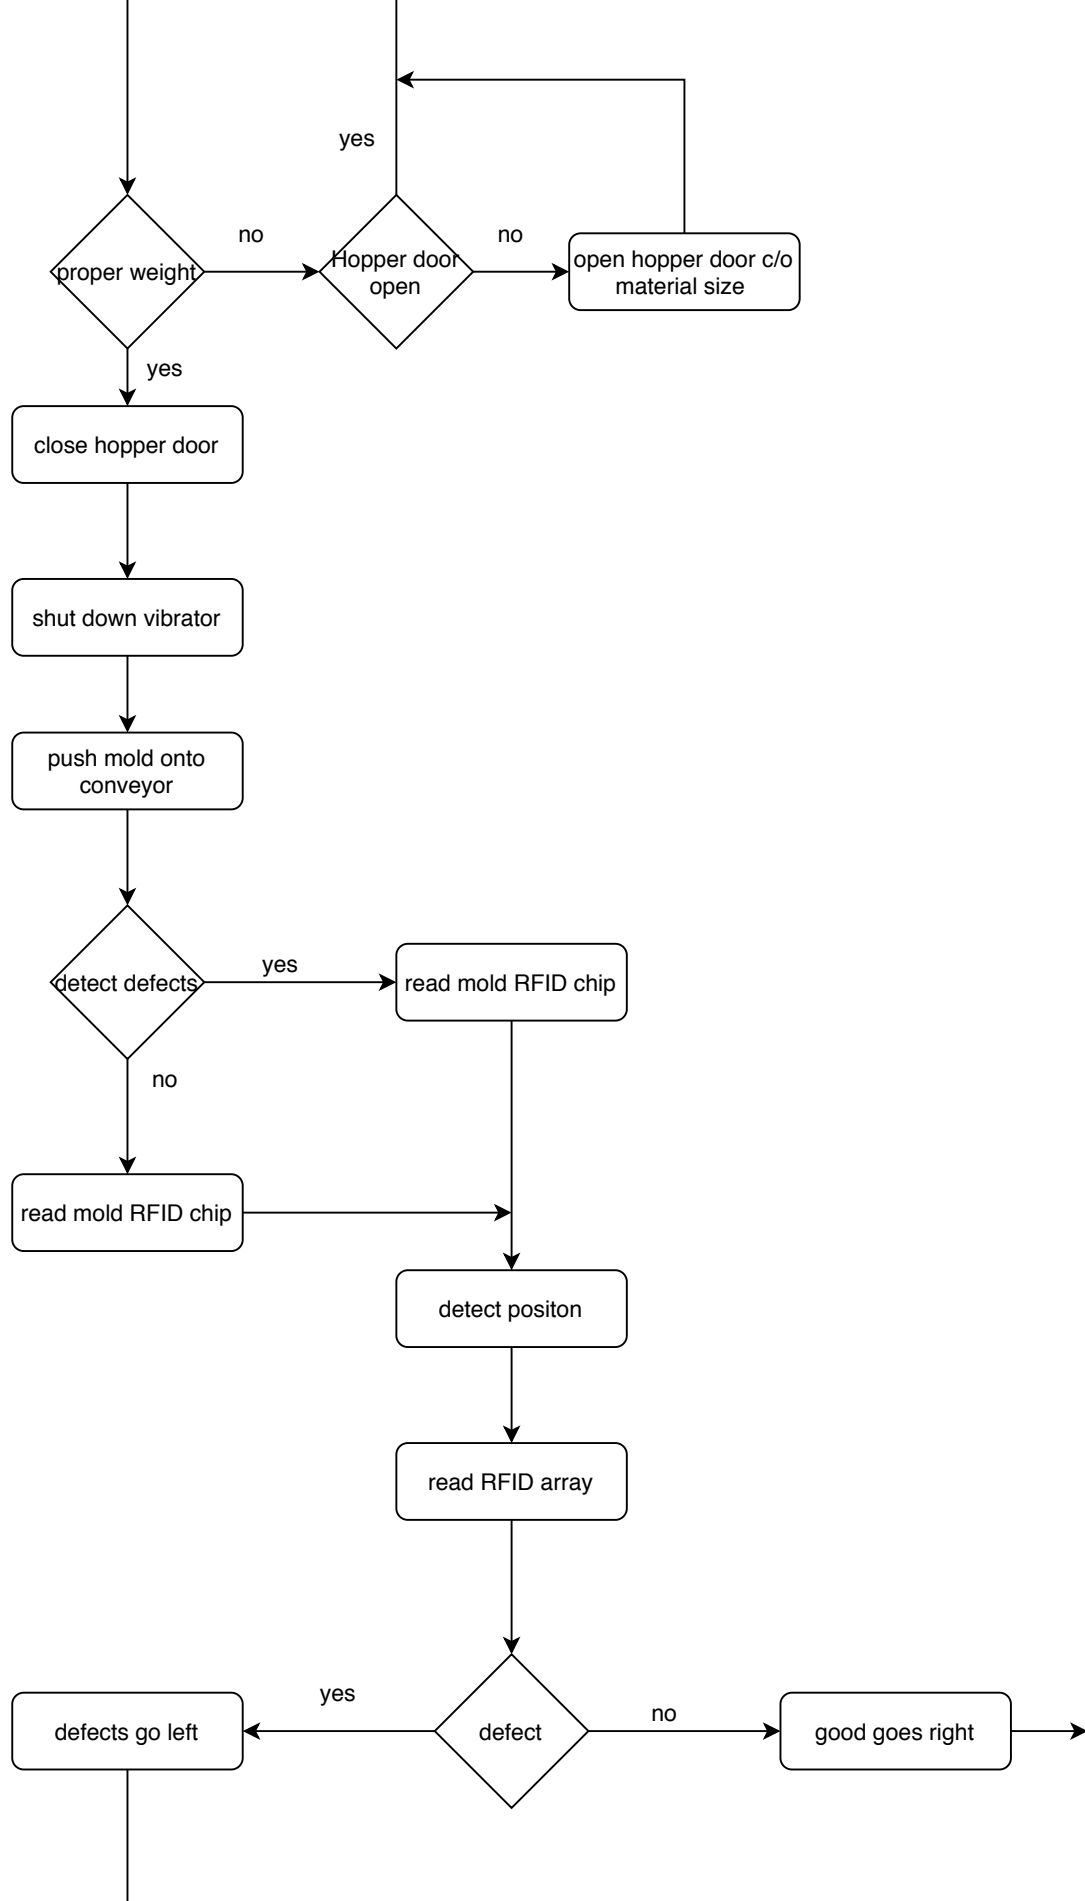 yes
no
no
proper weight
Hopper door
open
open hopper door c/o
material size
yes
close hopper door
shut down vibrator
push mold onto
conveyor
detect defects
yes
read mold RFID chip
no
read mold RFID chip
detect positon
read RFID array
yes
no
defects go left
defect
good goes right